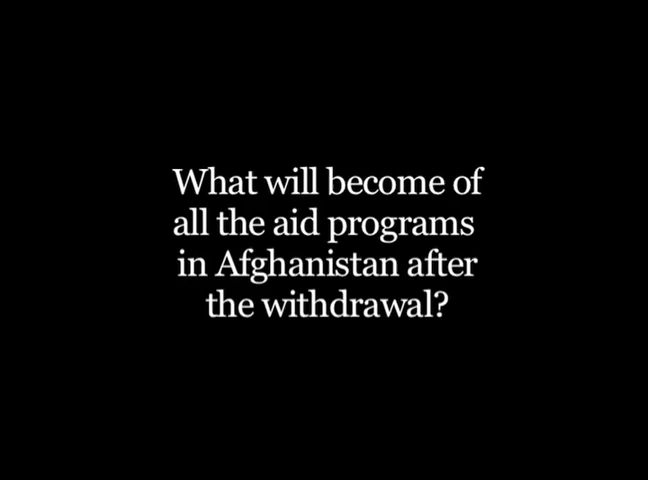 What will become of
all the aid programs
in Afghanistan after
the withdrawal?